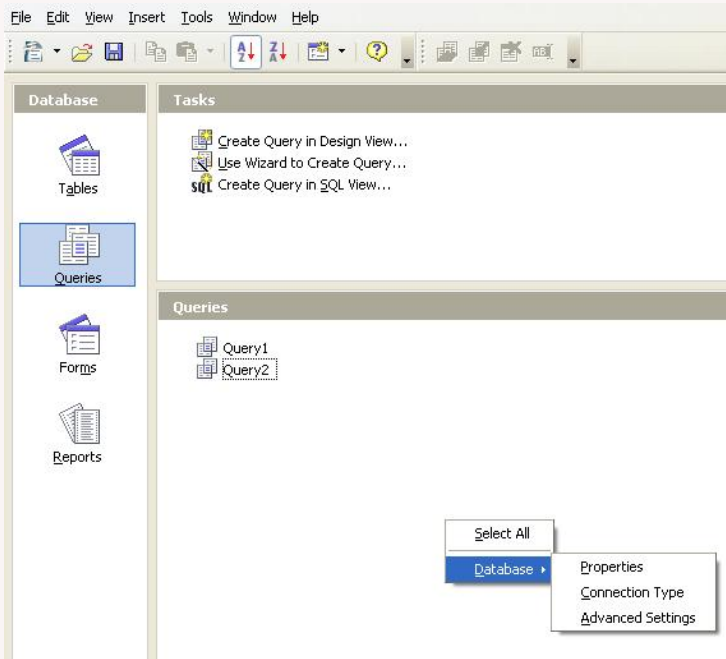 File Edit View Insert Tools Window Help
Database
Tables
Queries
Forms
Reports
Tasks
Create Query in Design View...
Use Wizard to Create Query...
SQL Create Query in SQL View...
Queries
Query1
Query2
Select All
Database
Properties
Connection Type
Advanced Settings